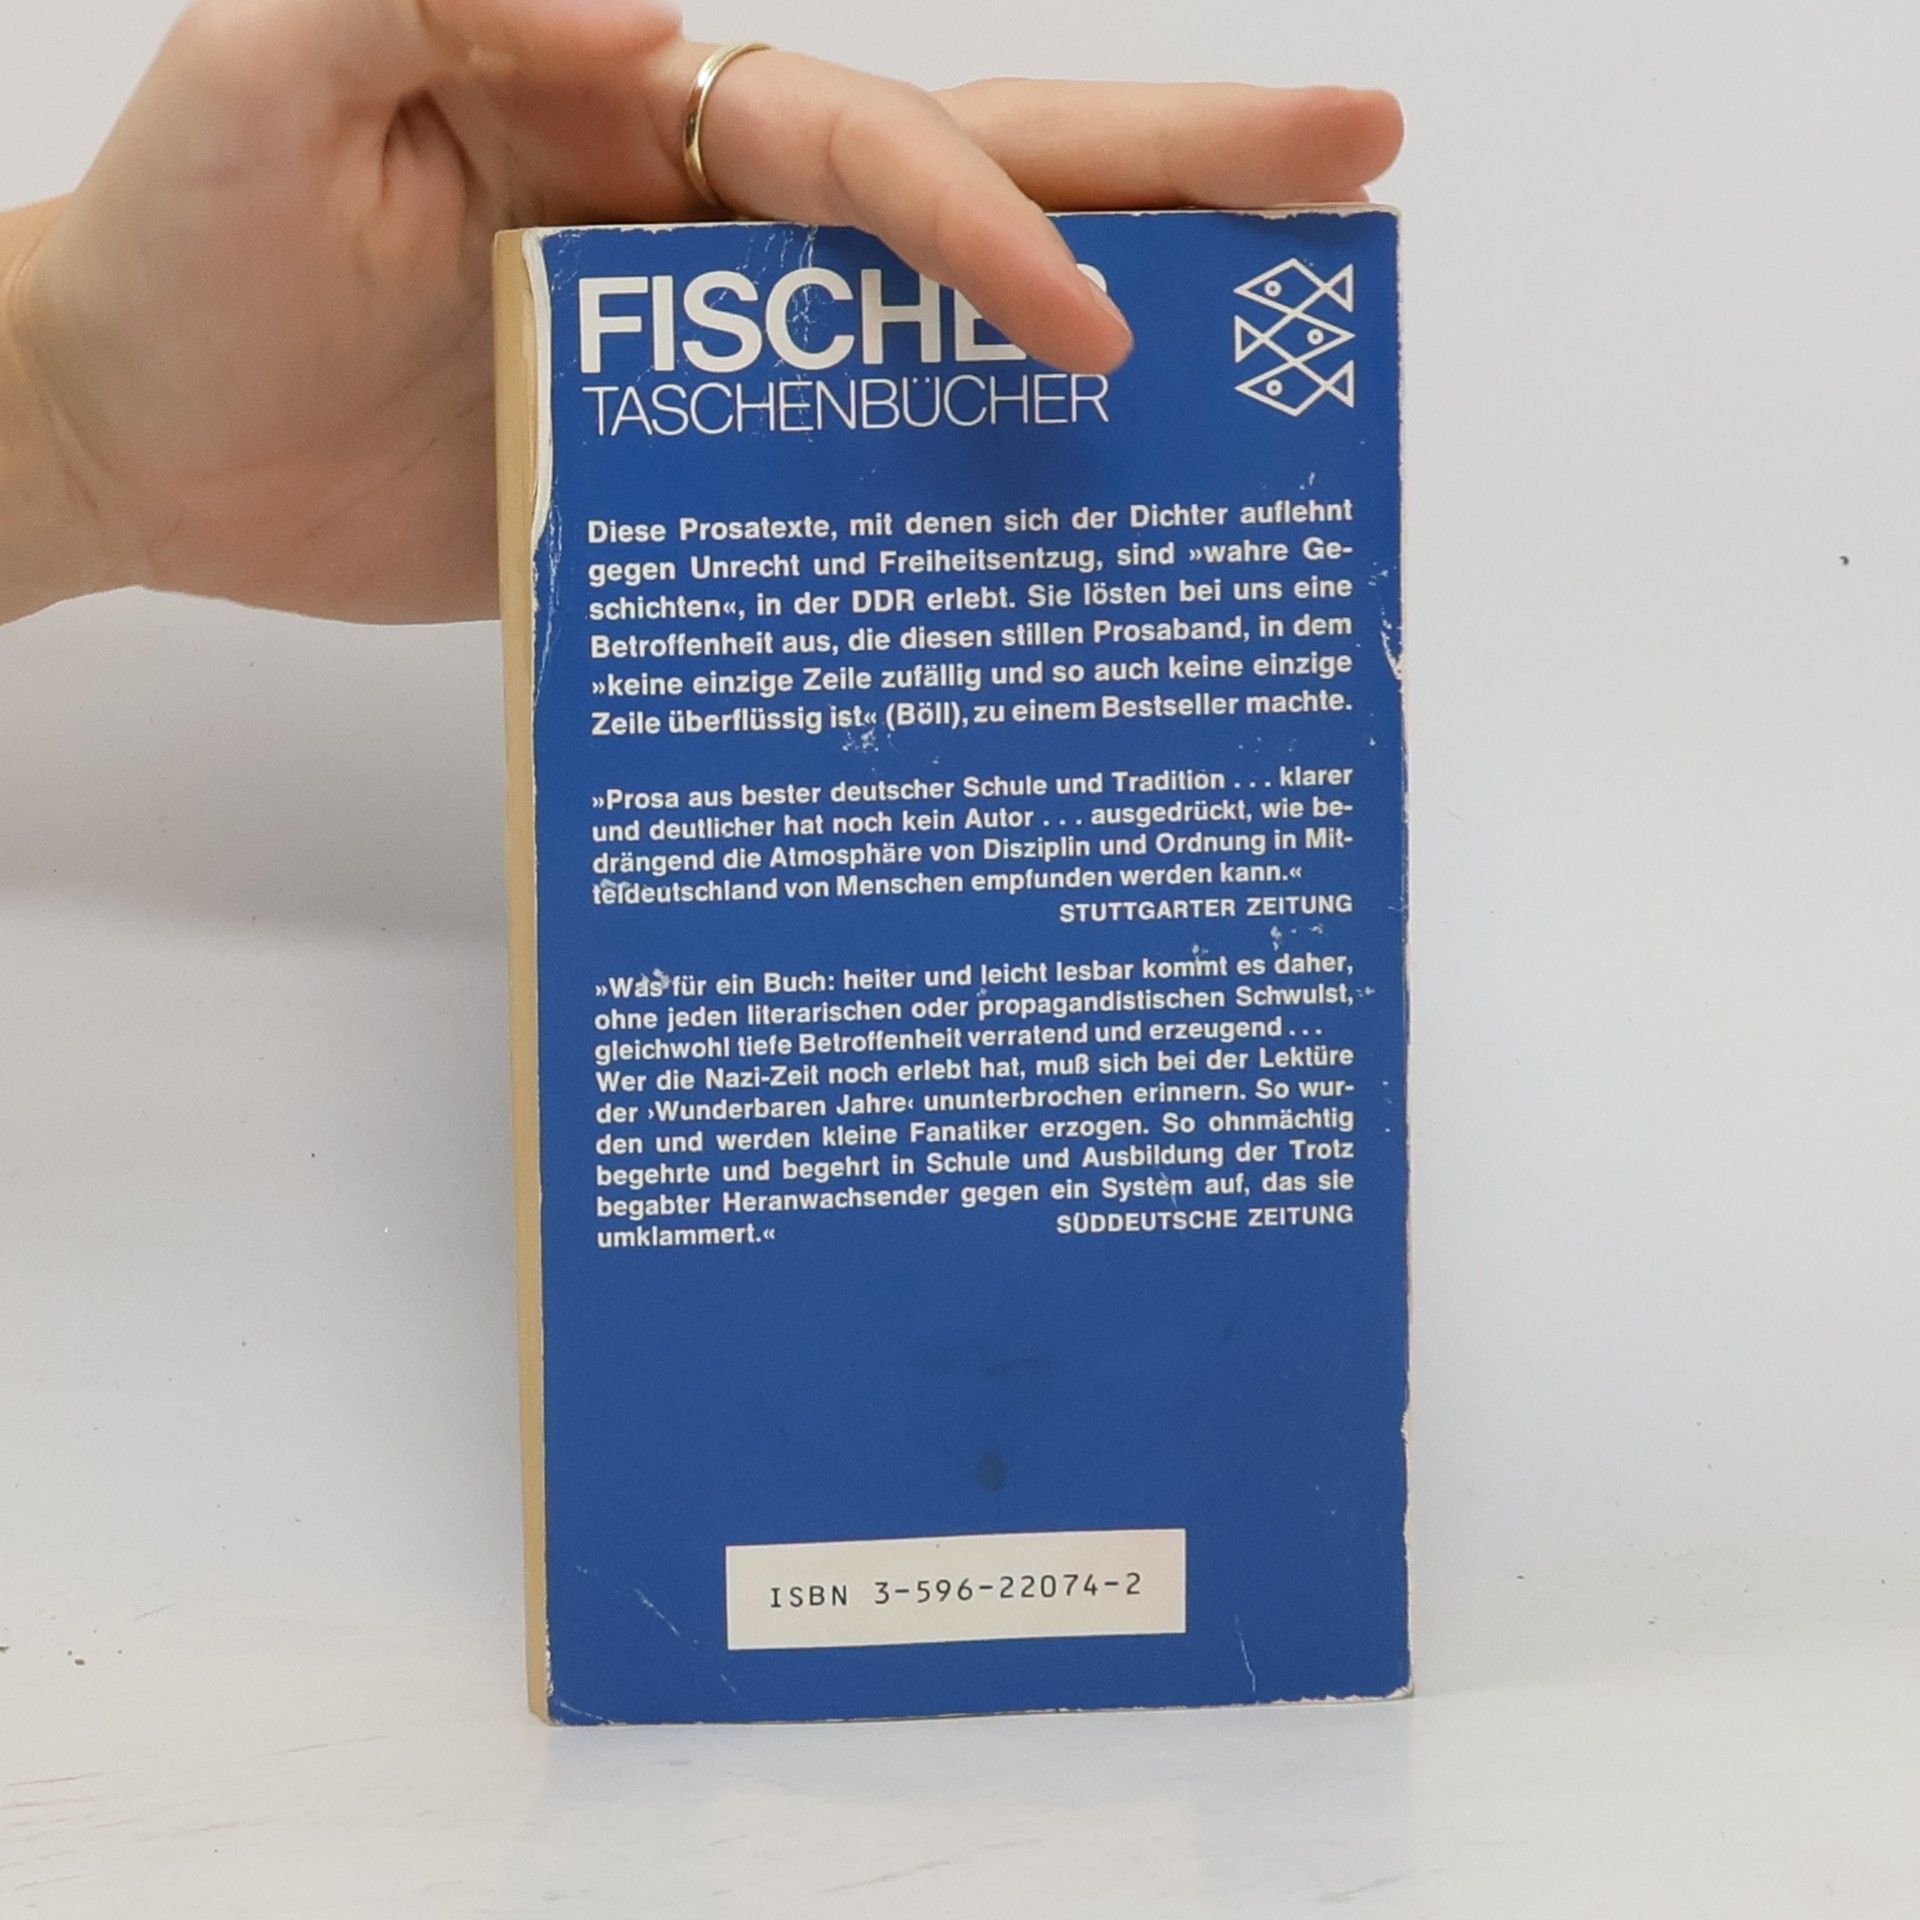 FISCHER
TASCHENBÜCHER
Diese Prosatexte, mit denen sich der Dichter auflehnt
gegen Unrecht und Freiheitsentzug, sind »wahre Ge-
schichten«, in der DDR erlebt. Sie lösten bei uns eine
Betroffenheit aus, die diesen stillen Prosaband, in dem
»keine einzige Zeile zufällig und so auch keine einzige
Zeile überflüssig ist« (Böll), zu einem Bestseller machte.
»Prosa aus bester deutscher Schule und Tradition . . . klarer
und deutlicher hat noch kein Autor . . . ausgedrückt, wie be-
drängend die Atmosphäre von Disziplin und Ordnung in Mit-
teldeutschland von Menschen empfunden werden kann.«
STUTTGARTER ZEITUNG
»Was für ein Buch: heiter und leicht lesbar kommt es daher,
ohne jeden literarischen oder propagandistischen Schwulst,
gleichwohl tiefe Betroffenheit verratend und erzeugend . . .
Wer die Nazi-Zeit noch erlebt hat, muß sich bei der Lektüre
der ›Wunderbaren Jahre‹ ununterbrochen erinnern. So wur-
den und werden kleine Fanatiker erzogen. So ohnmächtig
begehrte und begehrt in Schule und Ausbildung der Trotz
begabter Heranwachsender gegen ein System auf, das sie
umklammert.« SÜDDEUTSCHE ZEITUNG
ISBN 3-596-22074-2